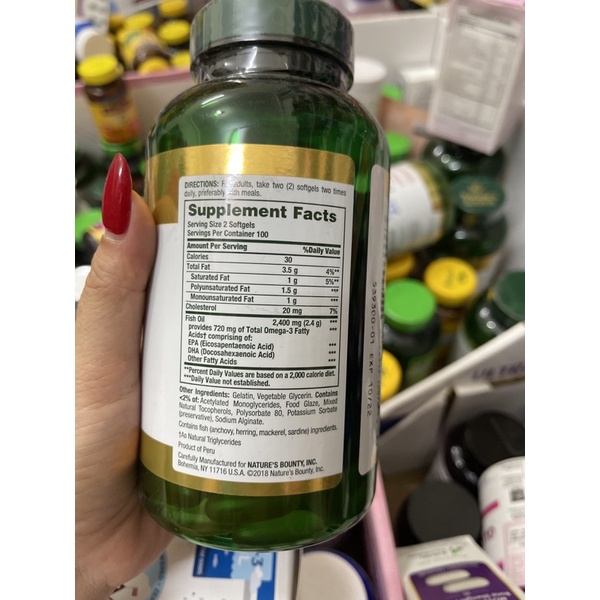 DIRECTIONS: adults, take two (2) softgels two times
daily, preferably with meals.
Supplement Facts
Serving Size 2 Softgels
Servings Per Container 100
Amount Per Serving %Daily Value
Calories 30
Total Fat 3.5 g 4%**
Saturated Fat 1 g 5%**
Polyunsaturated Fat 1.5 g ***
Monounsaturated Fat 1 g ***
Cholesterol 20 mg 7%
Fish Oil 2,400 mg (2.4 g) ***
provides 720 mg of Total Omega-3 Fatty ***
Acids† comprising of:
EPA (Eicosapentaenoic Acid) ***
DHA (Docosahexaenoic Acid) ***
Other Fatty Acids ***
**Percent Daily Values are based on a 2,000 calorie diet.
***Daily Value not established.
Other Ingredients: Gelatin, Vegetable Glycerin. Contains
<2% of: Acetylated Monoglycerides, Food Glaze, Mixed
Natural Tocopherols, Polysorbate 80, Potassium Sorbate
(preservative), Sodium Alginate.
Contains fish (anchovy, herring, mackerel, sardine) ingredients.
†As Natural Triglycerides
Product of Peru
Carefully Manufactured for NATURE'S BOUNTY, INC.
Bohemia, NY 11716 U.S.A. ©2018 Nature's Bounty, Inc.
539300-01 EXP 10/22